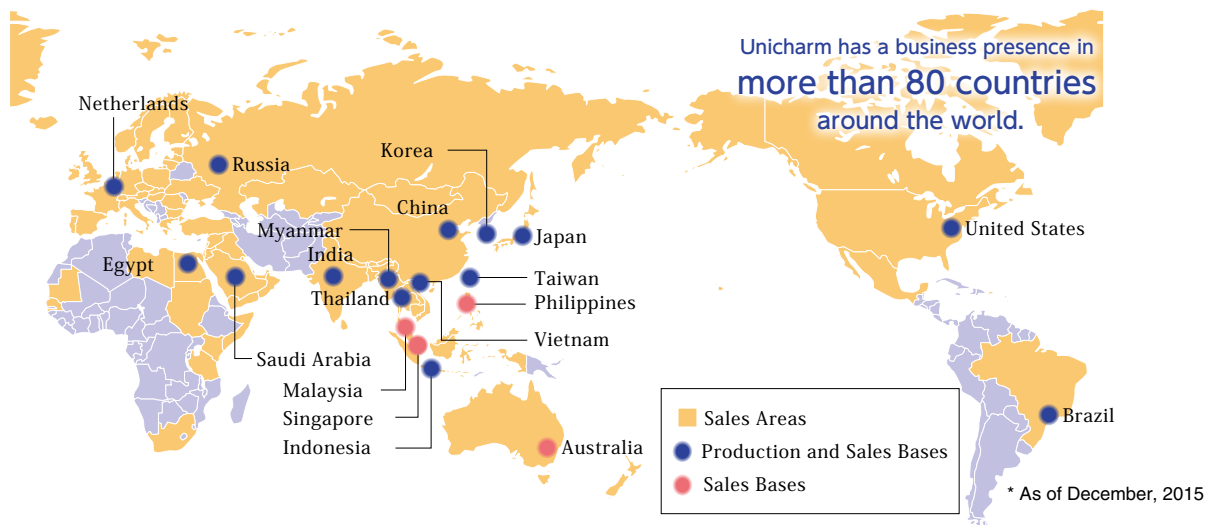 Unicharm has a business presence in
more than 80 countries
around the world.
Netherlands
Russia
Korea
China
Myanmar
Japan
India
United States
Egypt
Taiwan
Thailand
Philippines
Vietnam
Saudi Arabia
Malaysia
Singapore
Indonesia
Australia
Brazil
Sales Areas
Production and Sales Bases
Sales Bases
* As of December, 2015